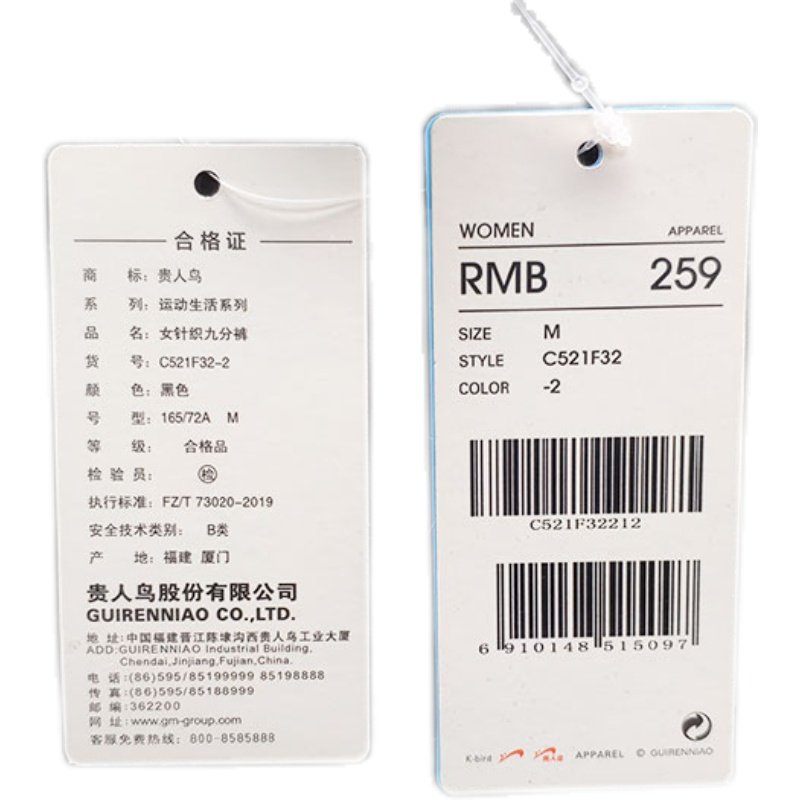 合格证
商 标：贵人鸟
系 列：运动生活系列
品 名：女针织九分裤
货 号：C521F32-2
颜 色：黑色
号 型：165/72A M
等 级： 合格品
检 验 员： 检
执行标准：FZ/T 73020-2019
安全技术类别： B类
产 地：福建 厦门
贵人鸟股份有限公司
GUIRENNIAO CO.,LTD.
地 址:中国福建晋江陈埭沟西贵人鸟工业大厦
ADD:GUIRENNIAO Industrial Building,
Chendai,Jinjiang,Fujian,China.
电 话:(86)595/85199999 85198888
传 真:(86)595/85188999
邮 编:362200
网 址:www.gm-group.com
客服免费热线: 800-8585888
WOMEN APPAREL
RMB 259
SIZE M
STYLE C521F32
COLOR -2
C521F32212
6 910148 515097
K-bird 贵人鸟 APPAREL © GUIRENNIAO